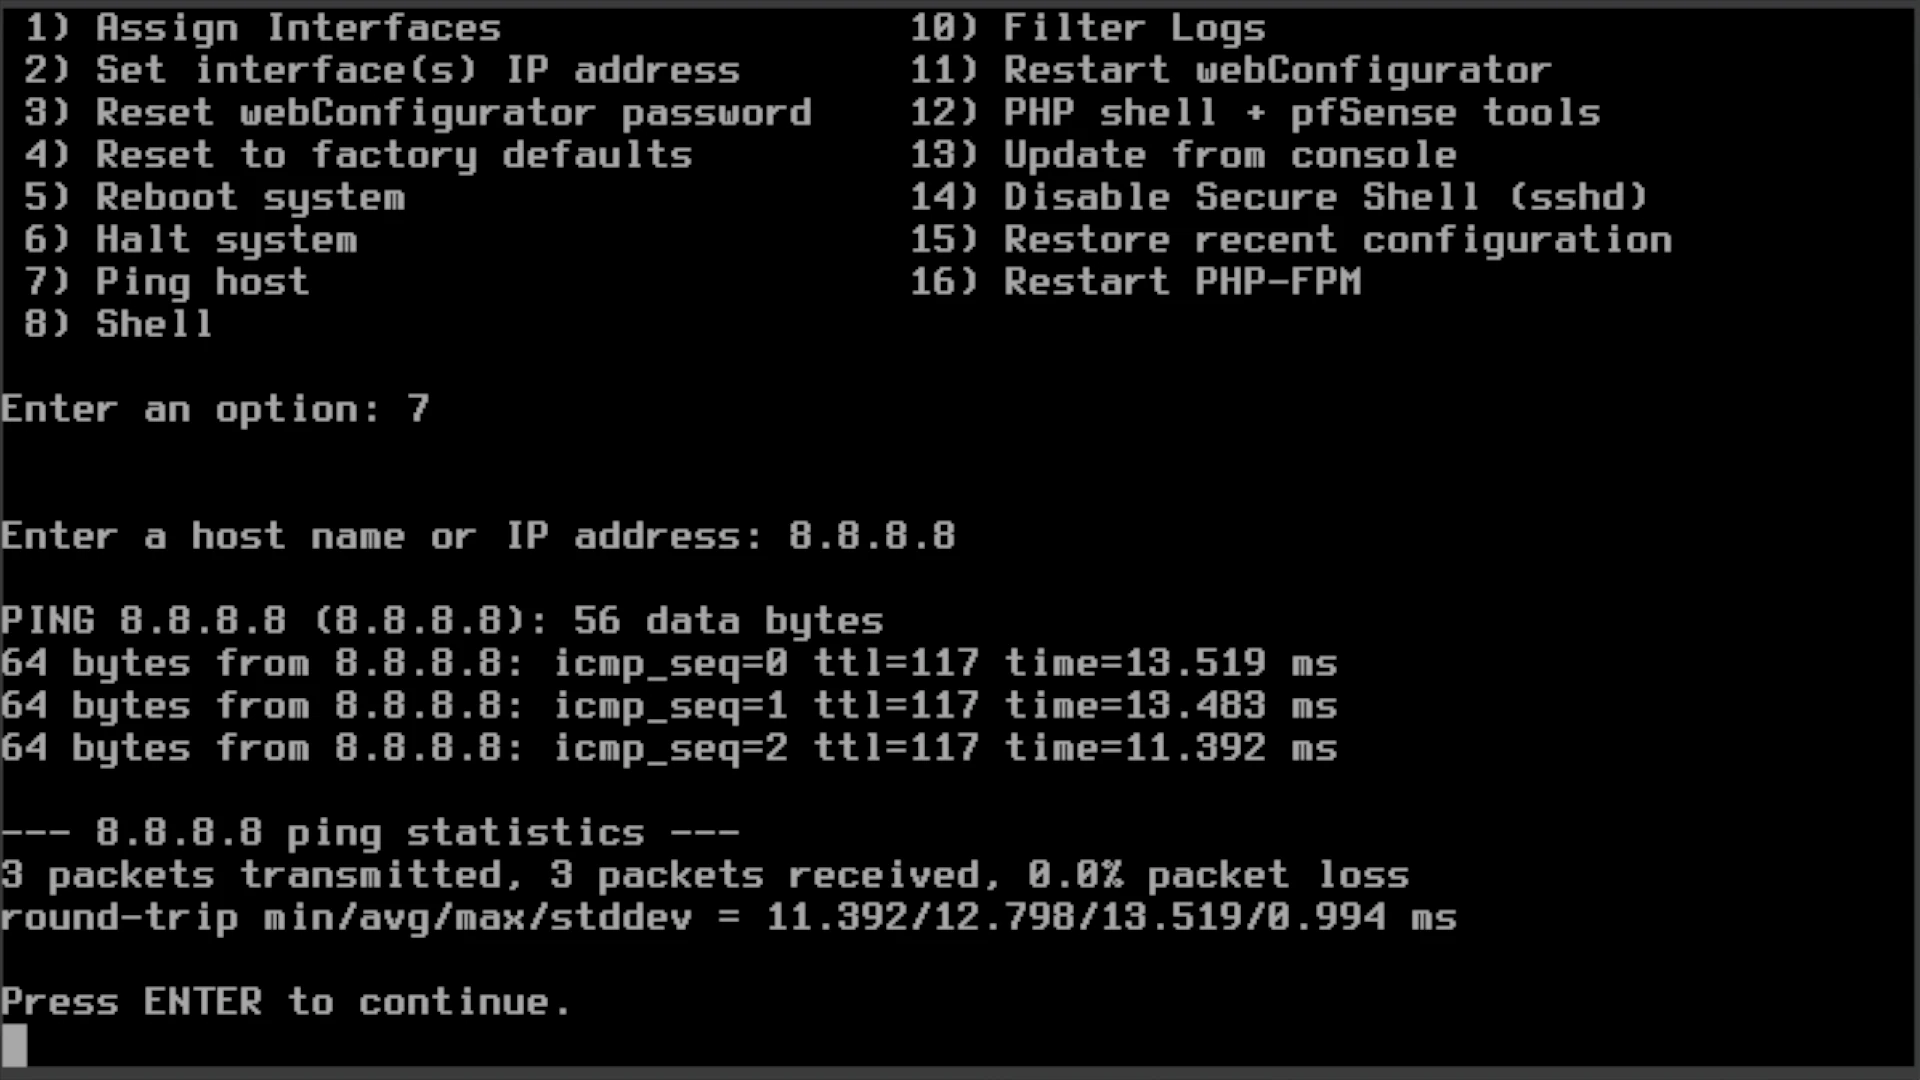 1) Assign Interfaces                 10) Filter Logs
2) Set interface(s) IP address       11) Restart webConfigurator
3) Reset webConfigurator password    12) PHP shell + pfSense tools
4) Reset to factory defaults         13) Update from console
5) Reboot system                     14) Disable Secure Shell (sshd)
6) Halt system                       15) Restore recent configuration
7) Ping host                         16) Restart PHP-FPM
8) Shell
Enter an option: 7
Enter a host name or IP address: 8.8.8.8
PING 8.8.8.8 (8.8.8.8): 56 data bytes
64 bytes from 8.8.8.8: icmp_seq=0 ttl=117 time=13.519 ms
64 bytes from 8.8.8.8: icmp_seq=1 ttl=117 time=13.483 ms
64 bytes from 8.8.8.8: icmp_seq=2 ttl=117 time=11.392 ms
--- 8.8.8.8 ping statistics ---
3 packets transmitted, 3 packets received, 0.0% packet loss
round-trip min/avg/max/stddev = 11.392/12.798/13.519/0.994 ms
Press ENTER to continue.